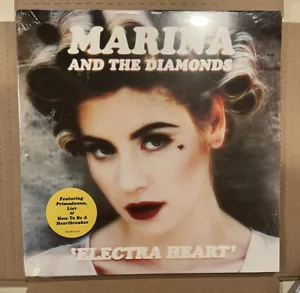 MARINA
AND THE DIAMONDS
Featuring
Primadonna,
Lies
&
How To Be A
Heartbreaker
'ELECTRA HEART'